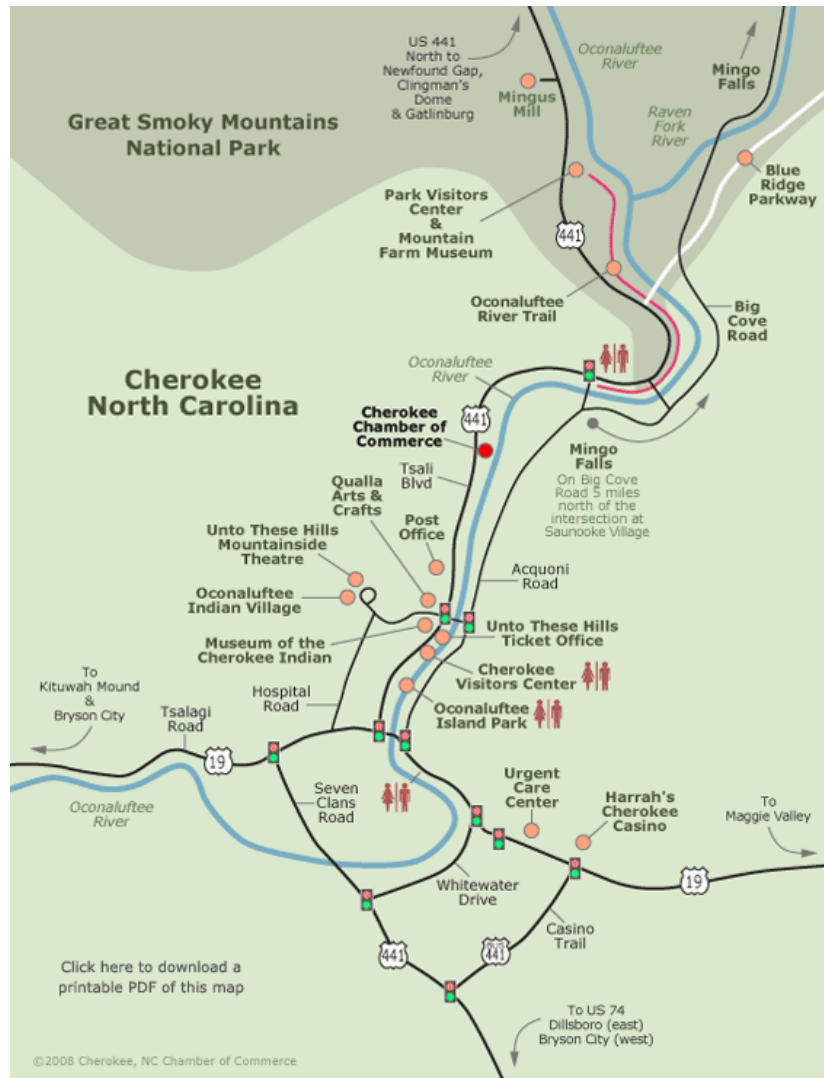 US 441
North to
Newfound Gap,
Clingman's
Dome
& Gatlinburg
Oconaluftee
River
Mingo
Falls
Mingus
Mill
Raven
Fork
River
Great Smoky Mountains
National Park
Blue
Ridge
Parkway
Park Visitors
Center
&
Mountain
Farm Museum
441
Oconaluftee
River Trail
Big
Cove
Road
Oconaluftee
River
Cherokee
North Carolina
441
Cherokee
Chamber of
Commerce
Mingo
Falls
On Big Cove
Road 5 miles
north of the
intersection at
Saunooke Village
Tsali
Blvd
Qualla
Arts &
Crafts
Post
Office
Unto These Hills
Mountainside
Theatre
Acquoni
Road
Oconaluftee
Indian Village
Unto These Hills
Ticket Office
Museum of the
Cherokee Indian
Cherokee
Visitors Center
To
Kituwah Mound
&
Bryson City
Hospital
Road
Oconaluftee
Island Park
Tsalagi
Road
19
Oconaluftee
River
Seven
Clans
Road
Urgent
Care
Center
Harrah's
Cherokee
Casino
To
Maggie Valley
19
Whitewater
Drive
Casino
Trail
441
BUS
441
Click here to download a
printable PDF of this map
To US 74
Dillsboro (east)
Bryson City (west)
©2008 Cherokee, NC Chamber of Commerce